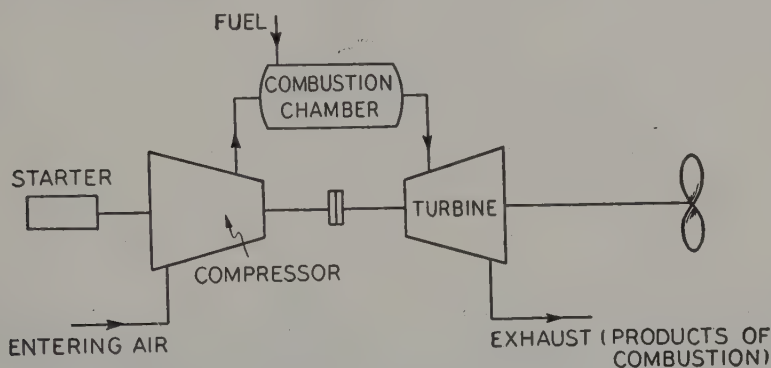 FUEL
COMBUSTION
CHAMBER
STARTER
TURBINE
COMPRESSOR
ENTERING AIR
EXHAUST (PRODUCTS OF
COMBUSTION)